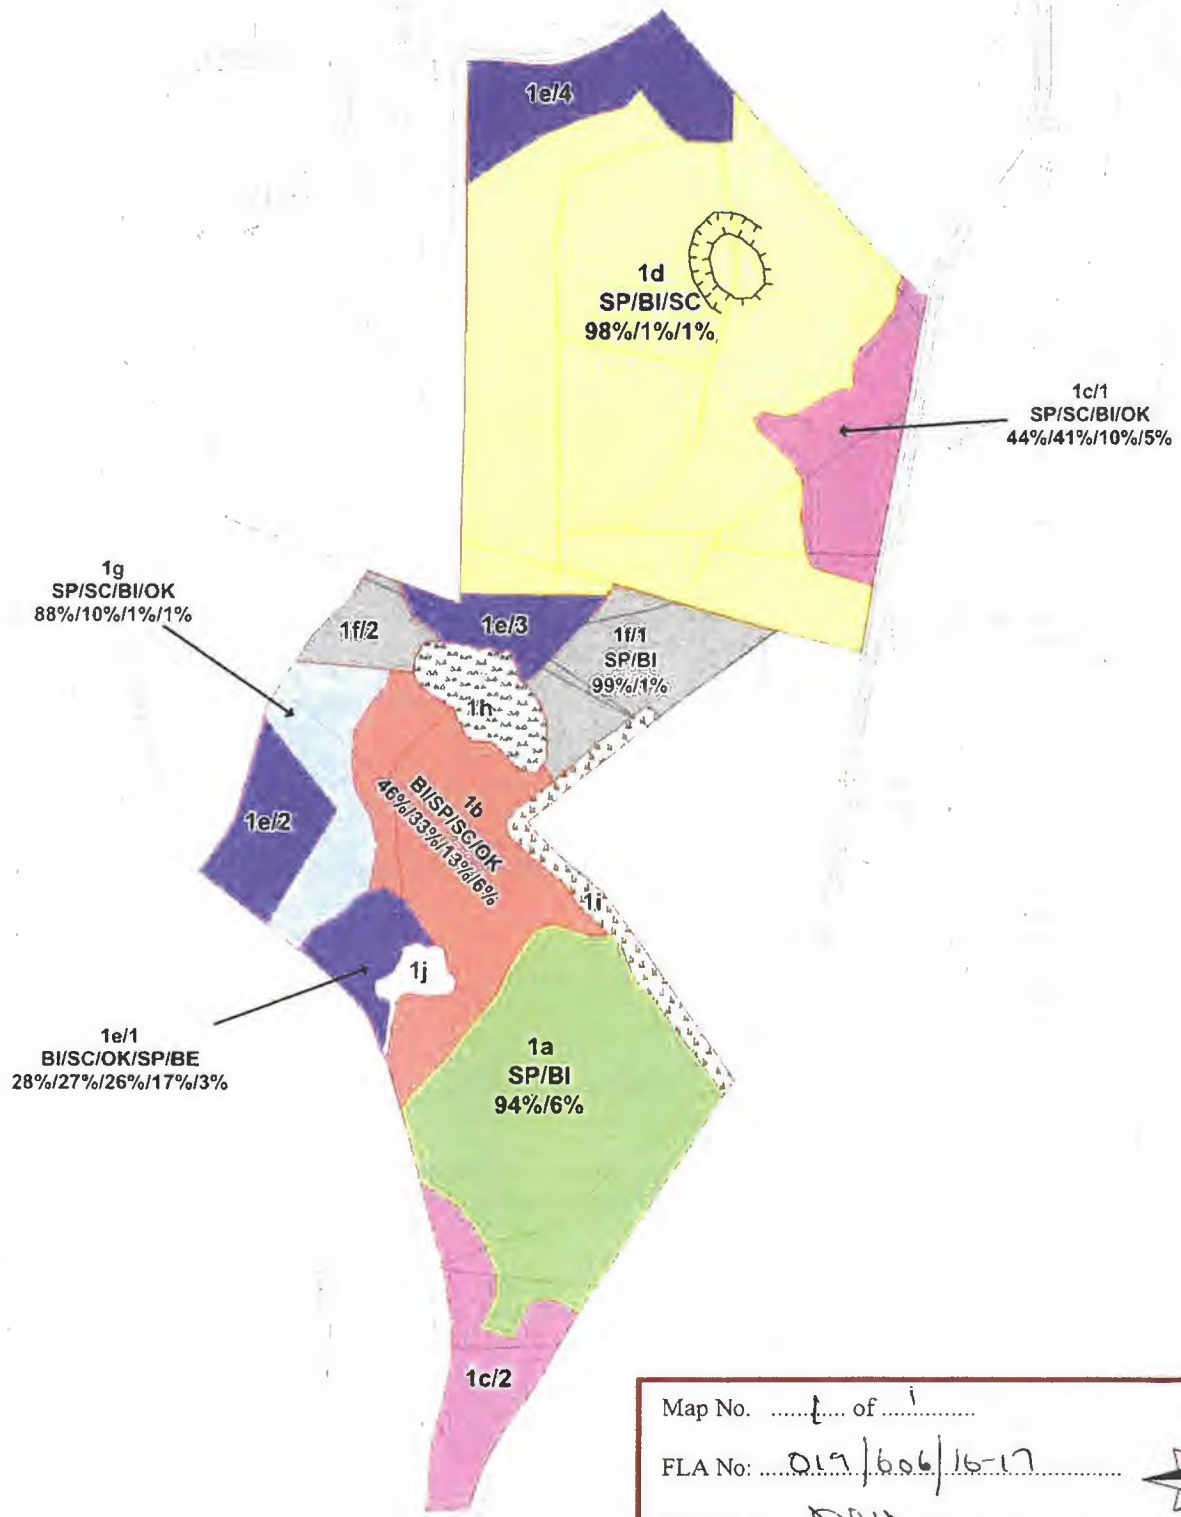 1e/4
1d
SP/BI/SC
98%/1%/1%
1c/1
SP/SC/BI/OK
44%/41%/10%/5%
1g
SP/SC/BI/OK
88%/10%/1%/1%
1f/2
1e/3
1f/1
SP/BI
99%/1%
1h
1b
BI/SP/SC/OK
46%/33%/13%/6%
1e/2
1i
1j
1e/1
BI/SC/OK/SP/BE
28%/27%/26%/17%/3%
1a
SP/BI
94%/6%
1c/2
Map No. ......1.... of ....1..........
FLA No: ....019/606/16-17................